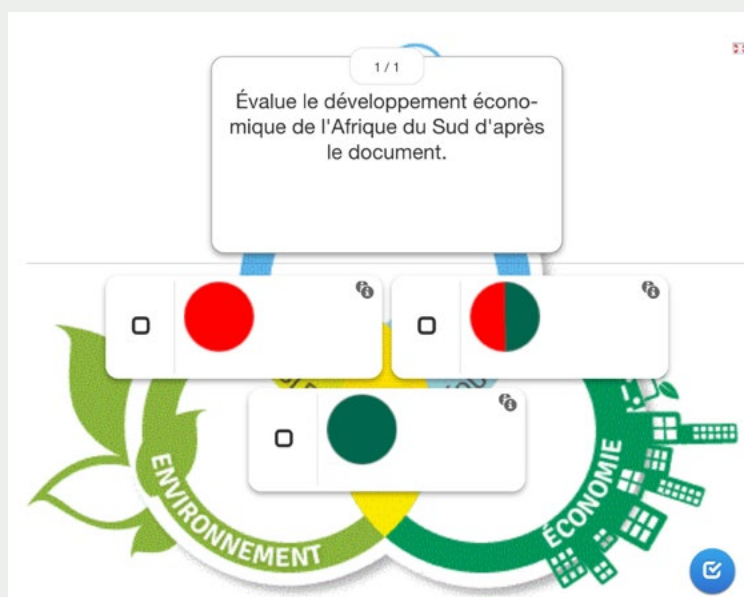 1 / 1
Évalue le développement écono-
mique de l'Afrique du Sud d'après
le document.
ENVIRONNEMENT
ÉCONOMIE